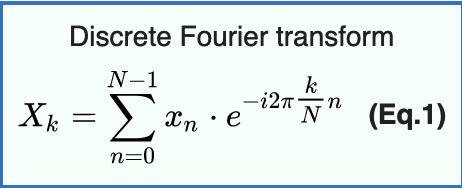 Discrete Fourier transform
X_k = \sum_{n=0}^{N-1} x_n \cdot e^{-i2\pi \frac{k}{N} n} (Eq.1)